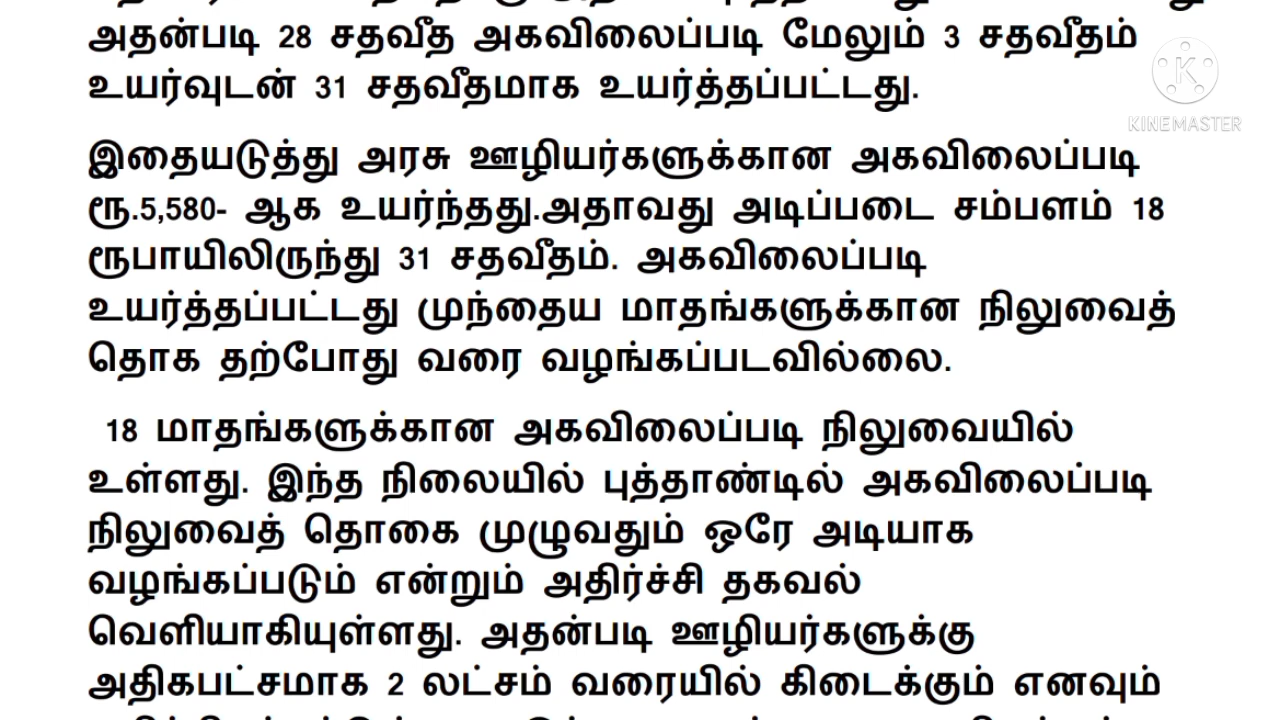 அதன்படி 28 சதவீத அகவிலைப்படி மேலும் 3 சதவீதம்
உயர்வுடன் 31 சதவீதமாக உயர்த்தப்பட்டது.
இதையடுத்து அரசு ஊழியர்களுக்கான அகவிலைப்படி
ரூ.5,580- ஆக உயர்ந்தது.அதாவது அடிப்படை சம்பளம் 18
ரூபாயிலிருந்து 31 சதவீதம். அகவிலைப்படி
உயர்த்தப்பட்டது முந்தைய மாதங்களுக்கான நிலுவைத்
தொக தற்போது வரை வழங்கப்படவில்லை.
18 மாதங்களுக்கான அகவிலைப்படி நிலுவையில்
உள்ளது. இந்த நிலையில் புத்தாண்டில் அகவிலைப்படி
நிலுவைத் தொகை முழுவதும் ஒரே அடியாக
வழங்கப்படும் என்றும் அதிர்ச்சி தகவல்
வெளியாகியுள்ளது. அதன்படி ஊழியர்களுக்கு
அதிகபட்சமாக 2 லட்சம் வரையில் கிடைக்கும் எனவும்
K
KINEMASTER